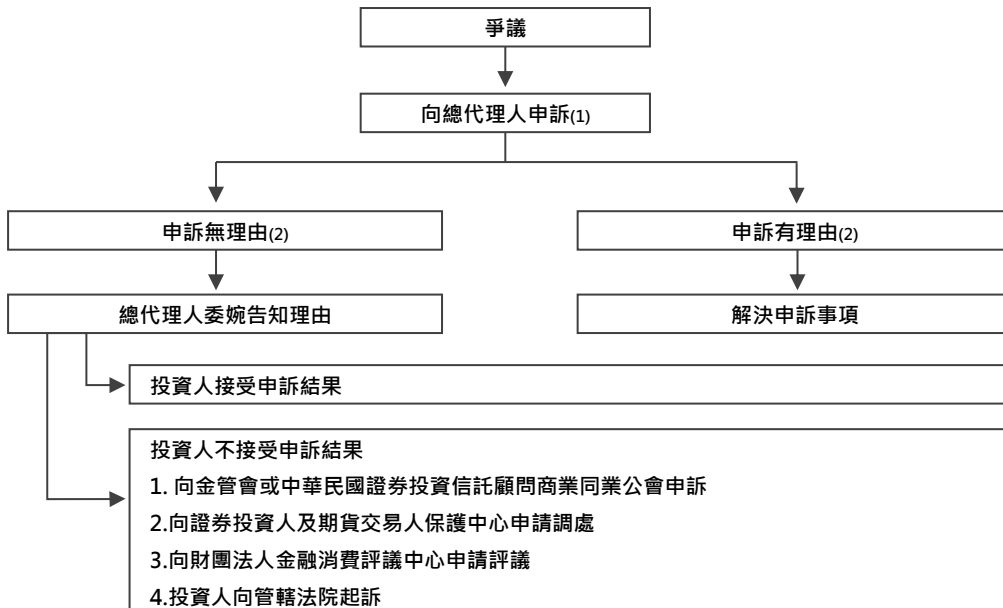 爭議
向總代理人申訴(1)
申訴無理由(2)
申訴有理由(2)
總代理人委婉告知理由
解決申訴事項
投資人接受申訴結果
投資人不接受申訴結果
1. 向金管會或中華民國證券投資信託顧問商業同業公會申訴
2.向證券投資人及期貨交易人保護中心申請調處
3.向財團法人金融消費評議中心申請評議
4.投資人向管轄法院起訴